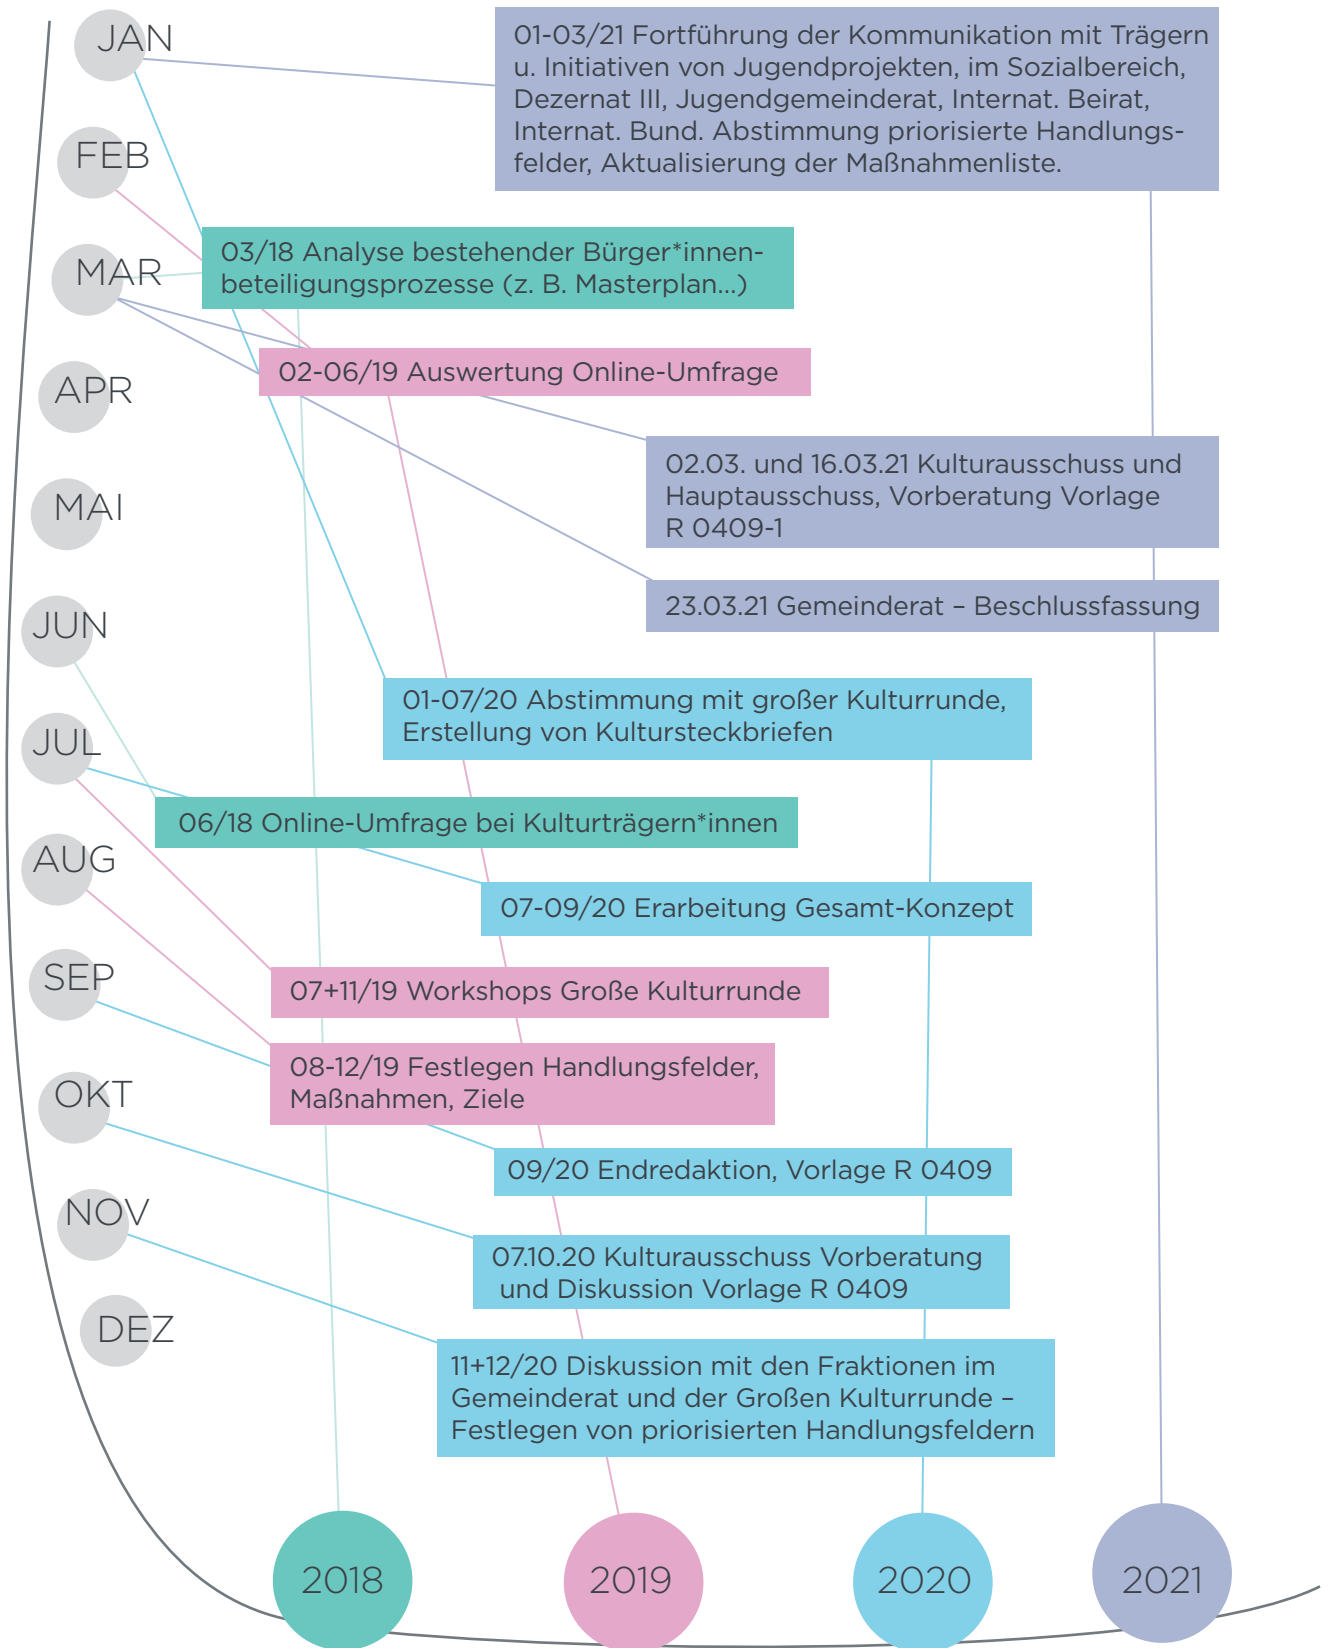 JAN
FEB
MAR
APR
MAI
JUN
JUL
AUG
SEP
OKT
NOV
DEZ
01-03/21 Fortführung der Kommunikation mit Trägern
u. Initiativen von Jugendprojekten, im Sozialbereich,
Dezernat III, Jugendgemeinderat, Internat. Beirat,
Internat. Bund. Abstimmung priorisierte Handlungs-
felder, Aktualisierung der Maßnahmenliste.
03/18 Analyse bestehender Bürger*innen-
beteiligungsprozesse (z. B. Masterplan...)
02-06/19 Auswertung Online-Umfrage
02.03. und 16.03.21 Kulturausschuss und
Hauptausschuss, Vorberatung Vorlage
R 0409-1
23.03.21 Gemeinderat – Beschlussfassung
01-07/20 Abstimmung mit großer Kulturrunde,
Erstellung von Kultursteckbriefen
06/18 Online-Umfrage bei Kulturträgern*innen
07-09/20 Erarbeitung Gesamt-Konzept
07+11/19 Workshops Große Kulturrunde
08-12/19 Festlegen Handlungsfelder,
Maßnahmen, Ziele
09/20 Endredaktion, Vorlage R 0409
07.10.20 Kulturausschuss Vorberatung
und Diskussion Vorlage R 0409
11+12/20 Diskussion mit den Fraktionen im
Gemeinderat und der Großen Kulturrunde –
Festlegen von priorisierten Handlungsfeldern
2018
2019
2020
2021